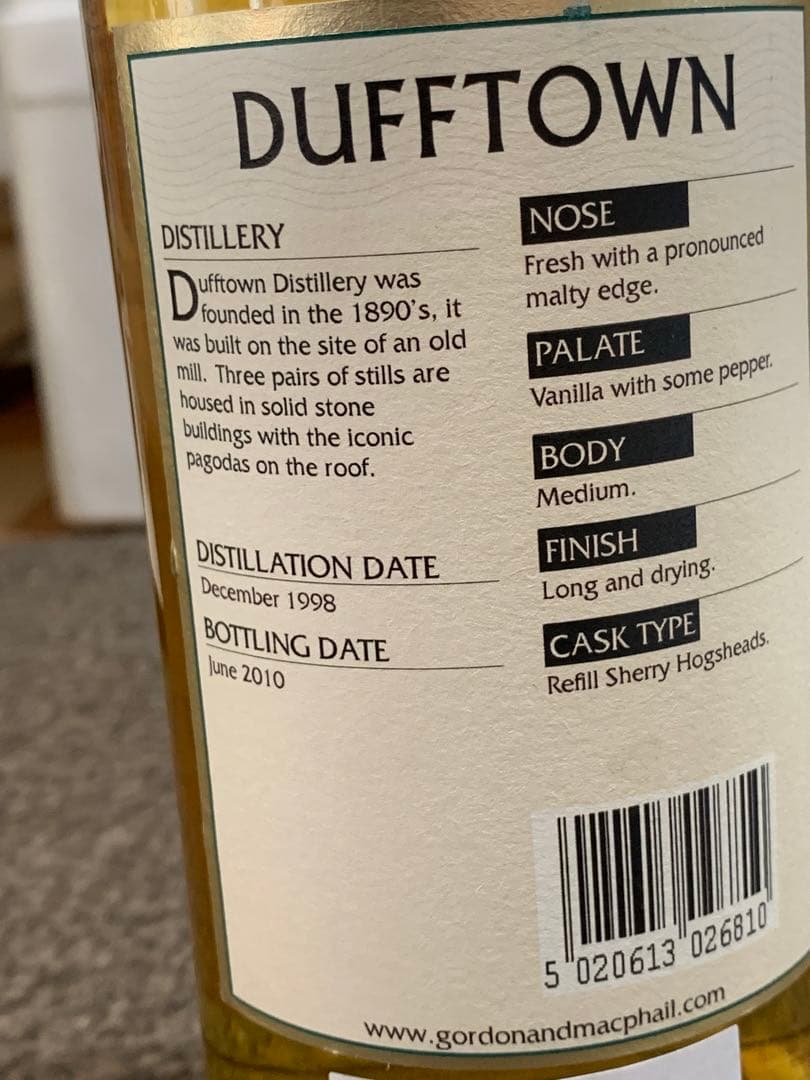 DUFFTOWN
DISTILLERY
Dufftown Distillery was
founded in the 1890's, it
was built on the site of an old
mill. Three pairs of stills are
housed in solid stone
buildings with the iconic
pagodas on the roof.
DISTILLATION DATE
December 1998
BOTTLING DATE
June 2010
NOSE
Fresh with a pronounced
malty edge.
PALATE
Vanilla with some pepper.
BODY
Medium.
FINISH
Long and drying.
CASK TYPE
Refill Sherry Hogsheads.
5 020613 026810
www.gordonandmacphail.com